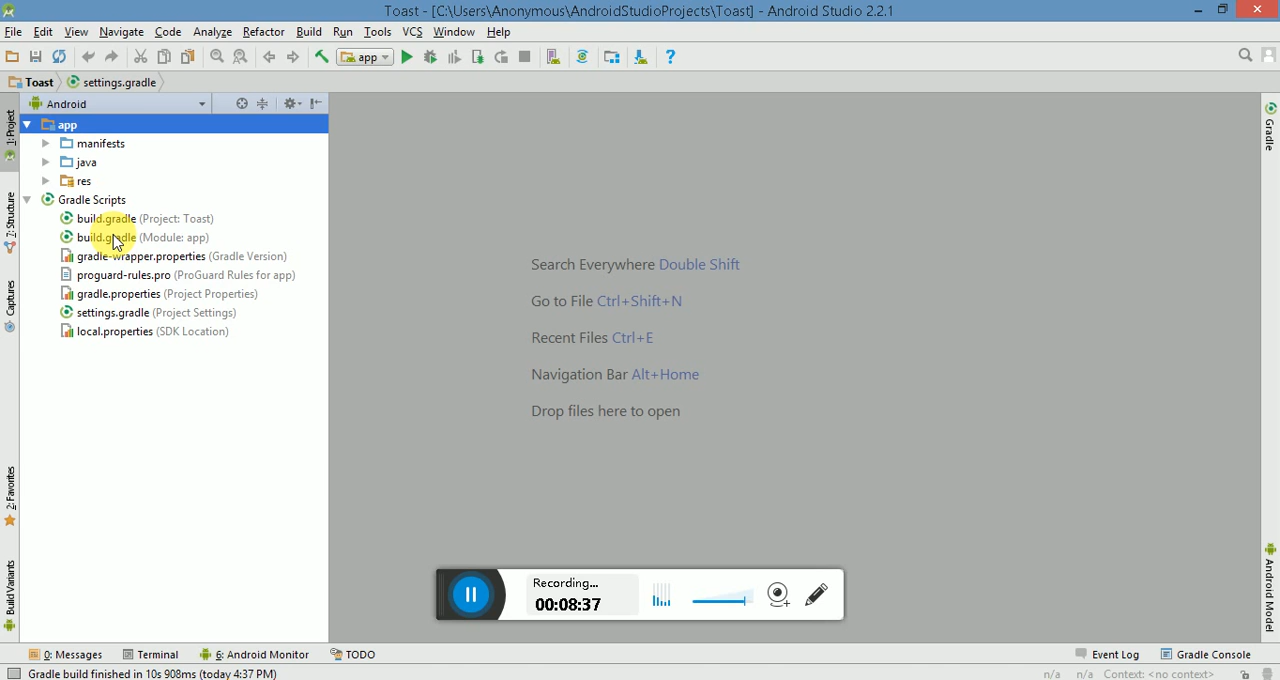 Toast - [C:\Users\Anonymous\AndroidStudioProjects\Toast] - Android Studio 2.2.1
File Edit View Navigate Code Analyze Refactor Build Run Tools VCS Window Help
app
Toast settings.gradle
1: Project
7: Structure
Captures
2: Favorites
Build Variants
Android
app
manifests
java
res
Gradle Scripts
build.gradle (Project: Toast)
build.gradle (Module: app)
gradle-wrapper.properties (Gradle Version)
proguard-rules.pro (ProGuard Rules for app)
gradle.properties (Project Properties)
settings.gradle (Project Settings)
local.properties (SDK Location)
Search Everywhere Double Shift
Go to File Ctrl+Shift+N
Recent Files Ctrl+E
Navigation Bar Alt+Home
Drop files here to open
Recording...
00:08:37
Gradle
Android Model
0: Messages Terminal 6: Android Monitor TODO Event Log Gradle Console
Gradle build finished in 10s 908ms (today 4:37 PM) n/a n/a Context: <no context>